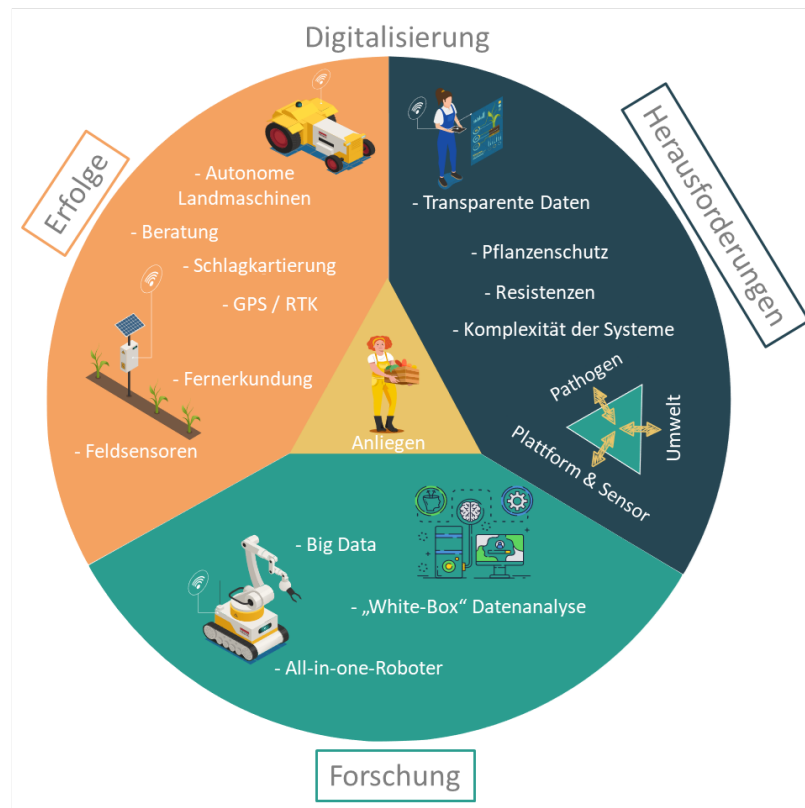 Digitalisierung
Erfolge
- Autonome
Landmaschinen
- Beratung
- Schlagkartierung
- GPS / RTK
- Fernerkundung
- Feldsensoren
Herausforderungen
- Transparente Daten
- Pflanzenschutz
- Resistenzen
- Komplexität der Systeme
Pathogen
Umwelt
Plattform & Sensor
Anliegen
- Big Data
- „White-Box“ Datenanalyse
- All-in-one-Roboter
Forschung